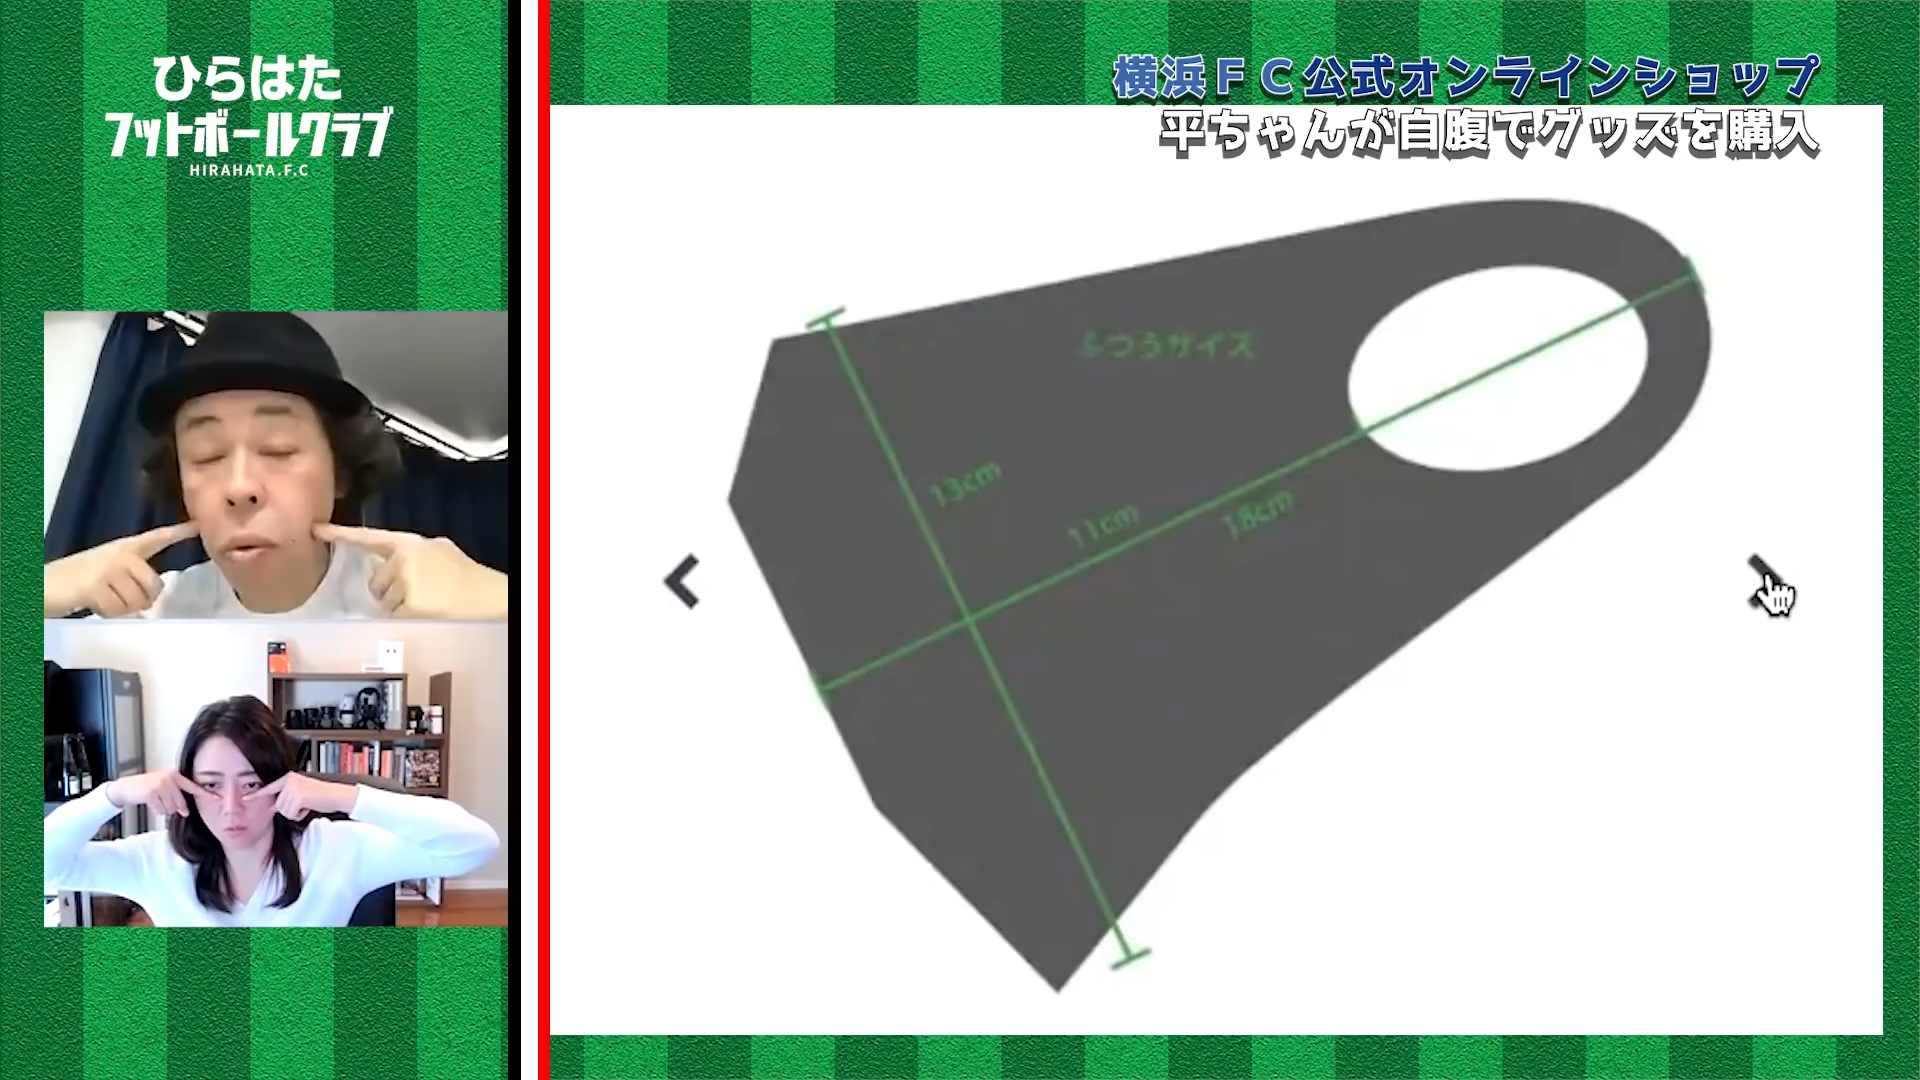 ひらはた
フットボールクラブ
HIRAHATA.F.C
横浜FC公式オンラインショップ
平ちゃんが自腹でグッズを購入
ふつうサイズ
13cm
11cm
18cm